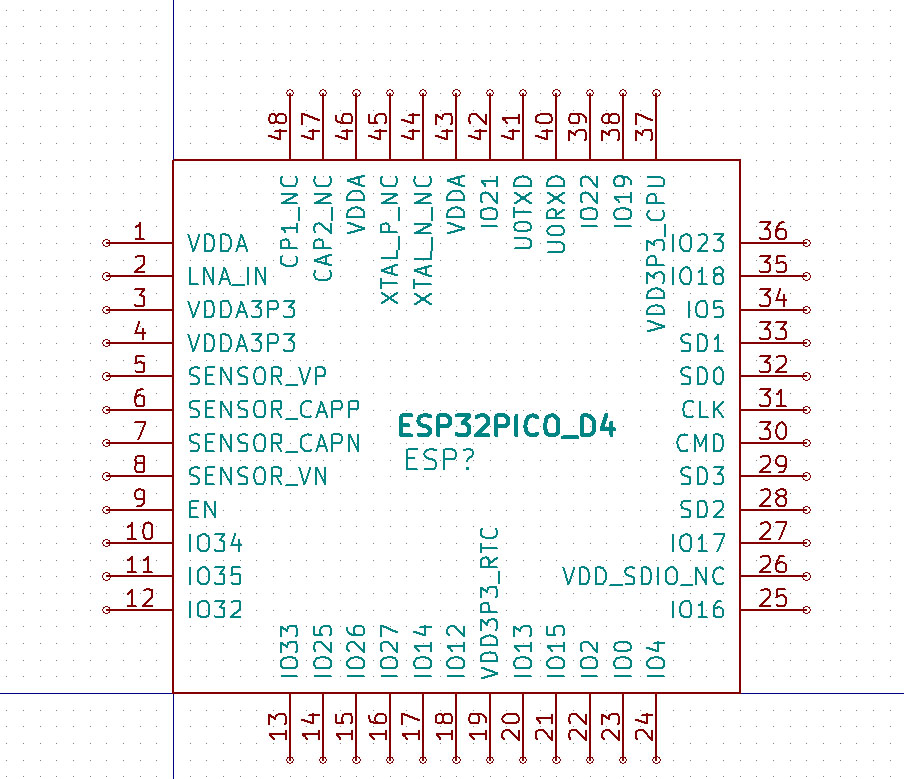 48 47 46 45 44 43 42 41 40 39 38 37
CP1_NC CAP2_NC VDDA XTAL_P_NC XTAL_N_NC VDDA IO21 U0TXD U0RXD IO22 IO19 VDD3P3_CPU
1 VDDA IO23 36
2 LNA_IN IO18 35
3 VDDA3P3 IO5 34
4 VDDA3P3 SD1 33
5 SENSOR_VP SD0 32
6 SENSOR_CAPP CLK 31
ESP32PICO_D4
7 SENSOR_CAPN CMD 30
ESP?
8 SENSOR_VN SD3 29
9 EN SD2 28
10 IO34 IO17 27
11 IO35 VDD_SDIO_NC 26
12 IO32 IO16 25
IO33 IO25 IO26 IO27 IO14 IO12 VDD3P3_RTC IO13 IO15 IO2 IO0 IO4
13 14 15 16 17 18 19 20 21 22 23 24